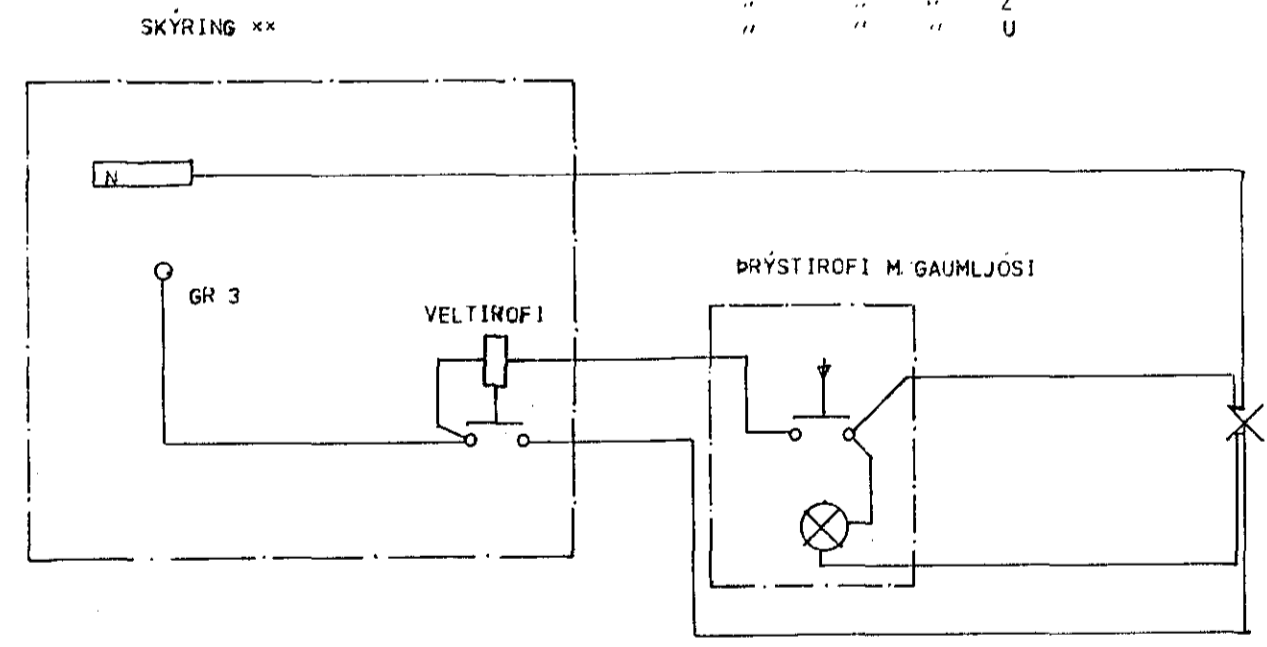 SKÝRING ××
〃 〃 〃 Z
〃 〃 〃 U
N
GR 3
VELTIROFI
ÞRÝSTIROFI M. GAUMLJÓSI